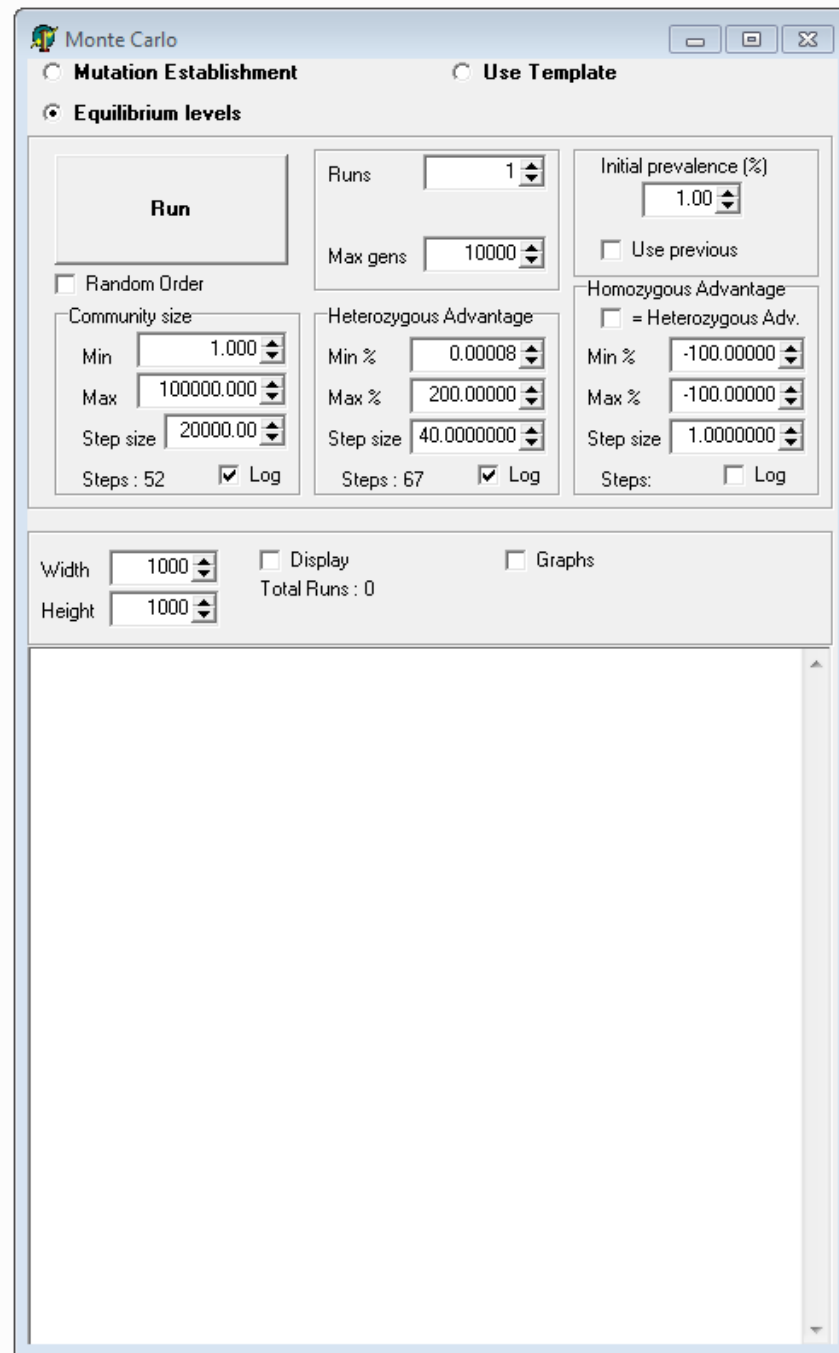 Monte Carlo
Mutation Establishment
Use Template
Equilibrium levels
Run
Runs 1
Max gens 10000
Initial prevalence (%)
1.00
Use previous
Random Order
Community size
Min 1.000
Max 100000.000
Step size 20000.00
Steps : 52 Log
Heterozygous Advantage
Min % 0.00008
Max % 200.00000
Step size 40.0000000
Steps : 67 Log
Homozygous Advantage
= Heterozygous Adv.
Min % -100.00000
Max % -100.00000
Step size 1.0000000
Steps: Log
Width 1000
Height 1000
Display
Total Runs : 0
Graphs